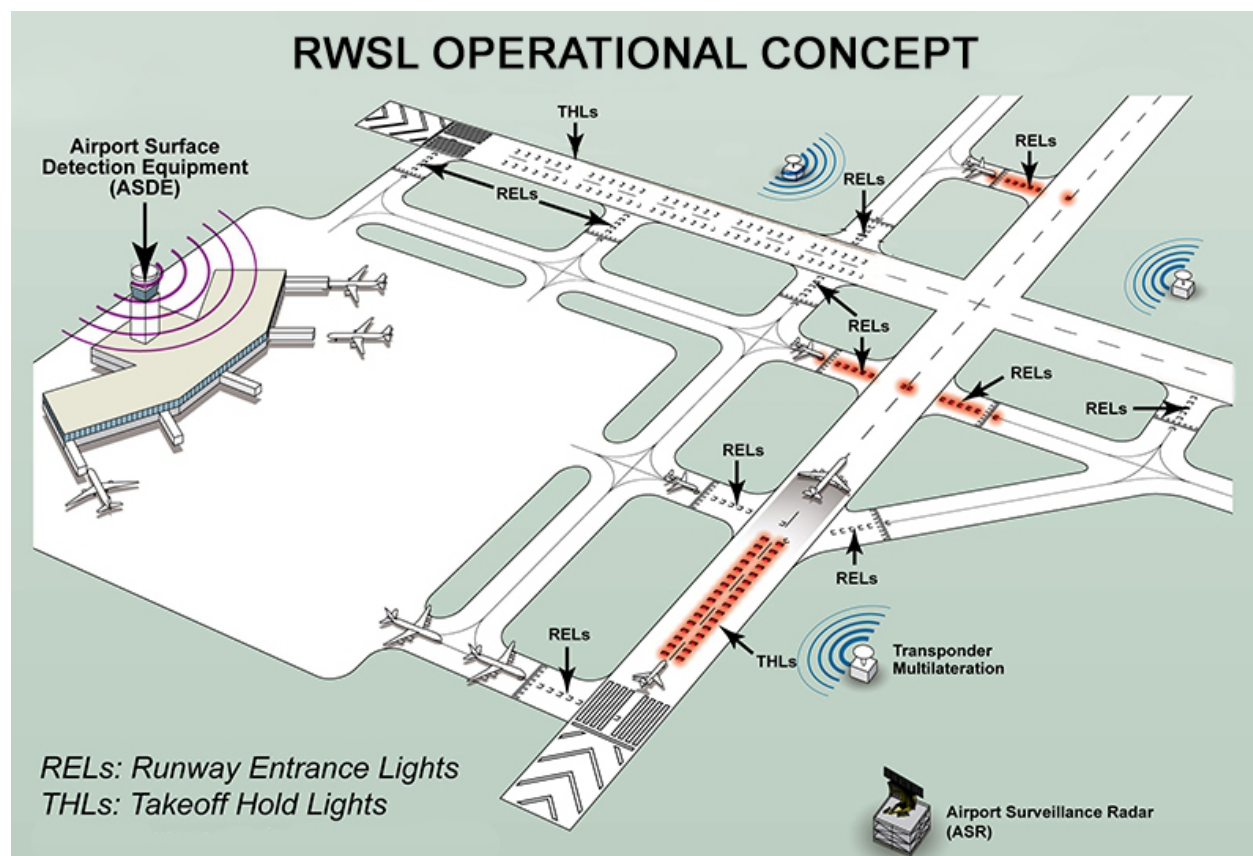 RWSL OPERATIONAL CONCEPT
THLs
Airport Surface
Detection Equipment
(ASDE)
RELs
RELs
RELs
RELs
RELs
RELs
RELs
RELs
THLs
RELs
Transponder
Multilateration
RELs: Runway Entrance Lights
THLs: Takeoff Hold Lights
Airport Surveillance Radar
(ASR)